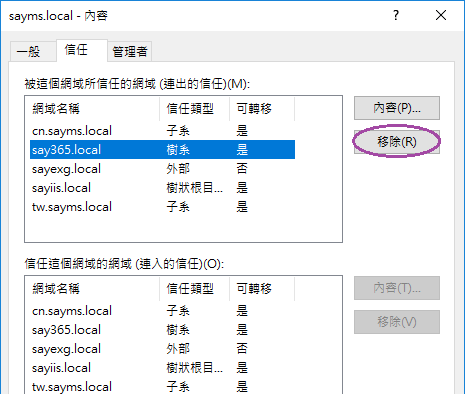 sayms.local - 內容
一般 信任 管理者
被這個網域所信任的網域 (連出的信任)(M):
網域名稱 信任類型 可轉移
cn.sayms.local 子系 是
say365.local 樹系 是
sayexg.local 外部 否
sayiis.local 樹狀根目... 是
tw.sayms.local 子系 是
內容(P)...
移除(R)
信任這個網域的網域 (連入的信任)(O):
網域名稱 信任類型 可轉移
cn.sayms.local 子系 是
say365.local 樹系 是
sayexg.local 外部 否
sayiis.local 樹狀根目... 是
tw.sayms.local 子系 是
內容(T)...
移除(V)